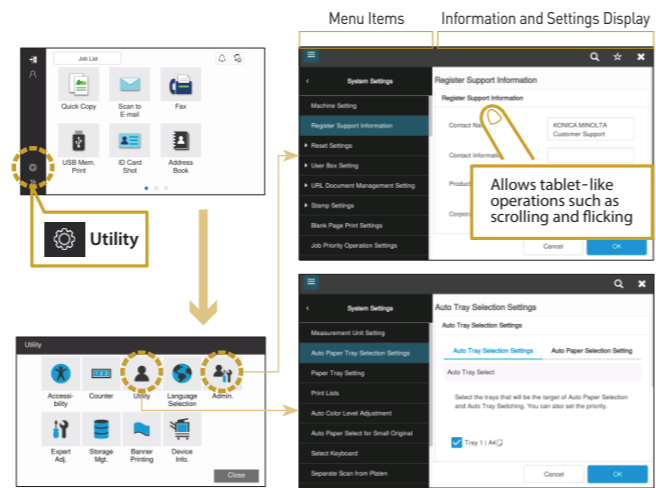 Menu Items
Information and Settings Display
Job List
Quick Copy
Scan to
E-mail
Fax
USB Mem.
Print
ID Card
Shot
Address
Book
Utility
System Settings
Machine Setting
Register Support Information
Reset Settings
User Box Setting
URL Document Management Setting
Stamp Settings
Blank Page Print Settings
Job Priority Operation Settings
Register Support Information
Register Support Information
Contact Na
KONICA MINOLTA
Customer Support
Contact Information
Product
Corpor
Allows tablet-like
operations such as
scrolling and flicking
Cancel
OK
Utility
Accessi-
bility
Counter
Utility
Language
Selection
Admin.
Expert
Adj.
Storage
Mgt.
Banner
Printing
Device
Info.
Close
System Settings
Measurement Unit Setting
Auto Paper Tray Selection Settings
Paper Tray Setting
Print Lists
Auto Color Level Adjustment
Auto Paper Select for Small Original
Select Keyboard
Separate Scan from Platen
Auto Tray Selection Settings
Auto Tray Selection Settings
Auto Tray Selection Settings
Auto Paper Selection Setting
Auto Tray Select
Select the trays that will be the target of Auto Paper Selection
and Auto Tray Switching. You can also set the priority.
Tray 1 | A4
Cancel
OK